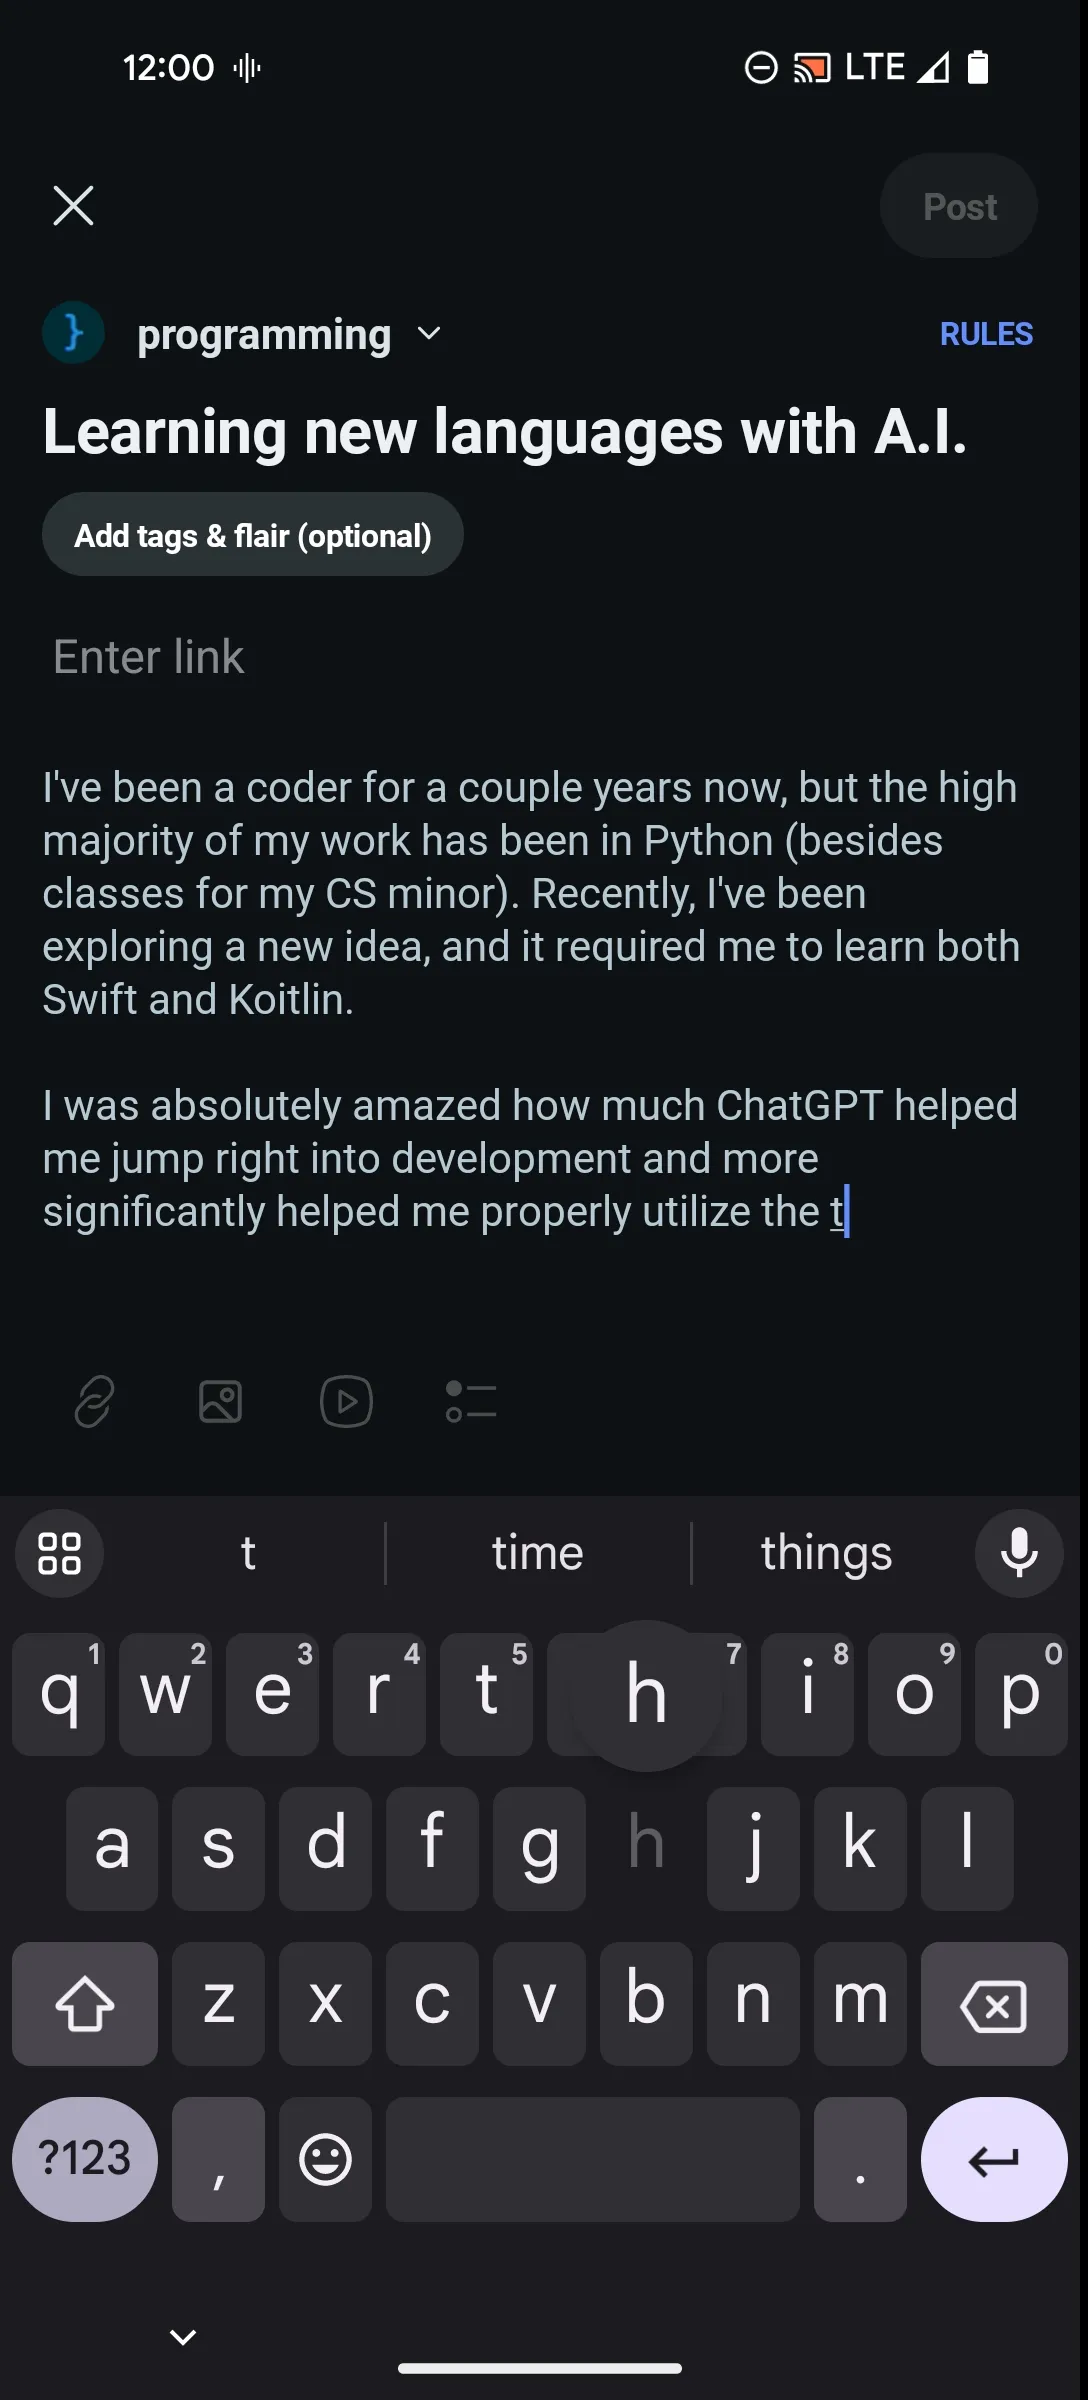 12:00 LTE
Post
programming RULES
Learning new languages with A.I.
Add tags & flair (optional)
Enter link
I've been a coder for a couple years now, but the high
majority of my work has been in Python (besides
classes for my CS minor). Recently, I've been
exploring a new idea, and it required me to learn both
Swift and Koitlin.
I was absolutely amazed how much ChatGPT helped
me jump right into development and more
significantly helped me properly utilize the t
t time things
1 2 3 4 5 7 8 9 0
q w e r t h i o p
a s d f g h j k l
z x c v b n m
?123 , .